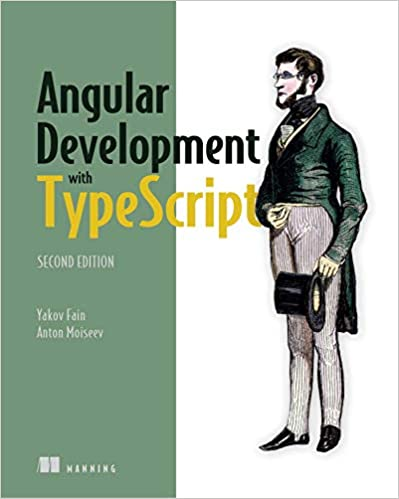 Angular
Development
with
TypeScript
SECOND EDITION
Yakov Fain
Anton Moiseev
MANNING